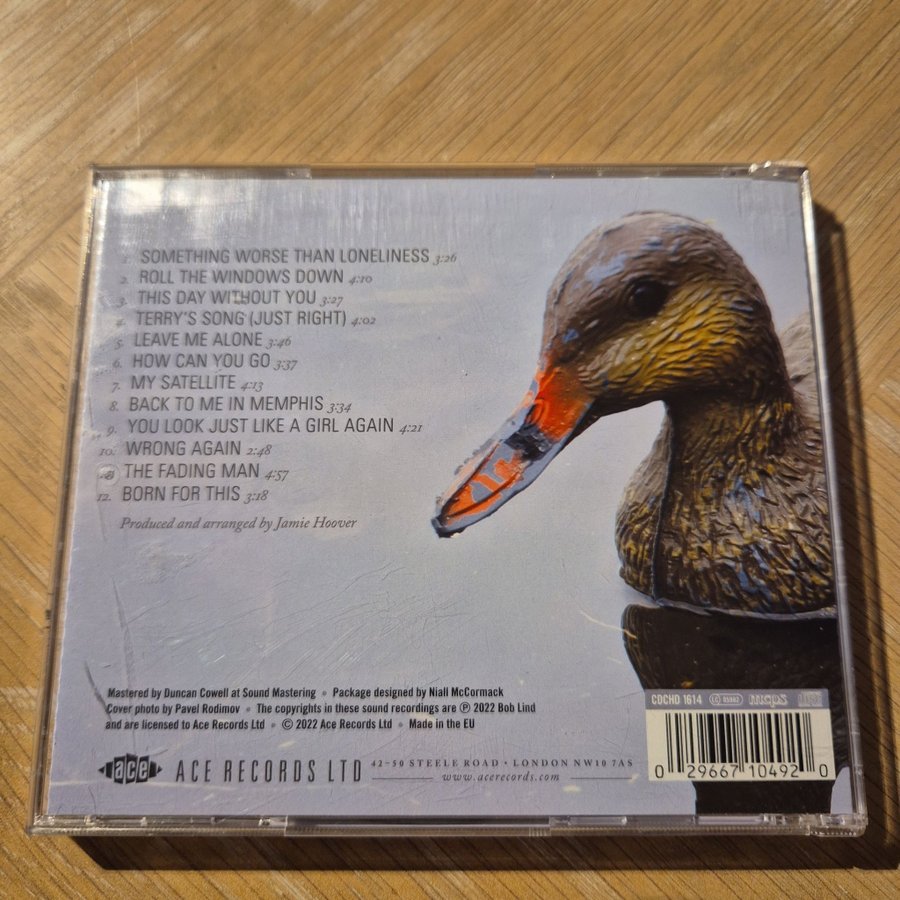 1. SOMETHING WORSE THAN LONELINESS 3:26
2. ROLL THE WINDOWS DOWN 4:10
3. THIS DAY WITHOUT YOU 3:27
4. TERRY'S SONG (JUST RIGHT) 4:02
5. LEAVE ME ALONE 3:46
6. HOW CAN YOU GO 3:37
7. MY SATELLITE 4:13
8. BACK TO ME IN MEMPHIS 3:34
9. YOU LOOK JUST LIKE A GIRL AGAIN 4:21
10. WRONG AGAIN 2:48
THE FADING MAN 4:57
12. BORN FOR THIS 3:18
Produced and arranged by Jamie Hoover
Mastered by Duncan Cowell at Sound Mastering • Package designed by Niall McCormack
Cover photo by Pavel Rodimov • The copyrights in these sound recordings are ℗ 2022 Bob Lind
and are licensed to Ace Records Ltd • © 2022 Ace Records Ltd • Made in the EU
ace ACE RECORDS LTD 42-50 STEELE ROAD • LONDON NW10 7AS
www.acerecords.com
CDCHD 1614 LC 05382 mcps
0 29667 10492 0